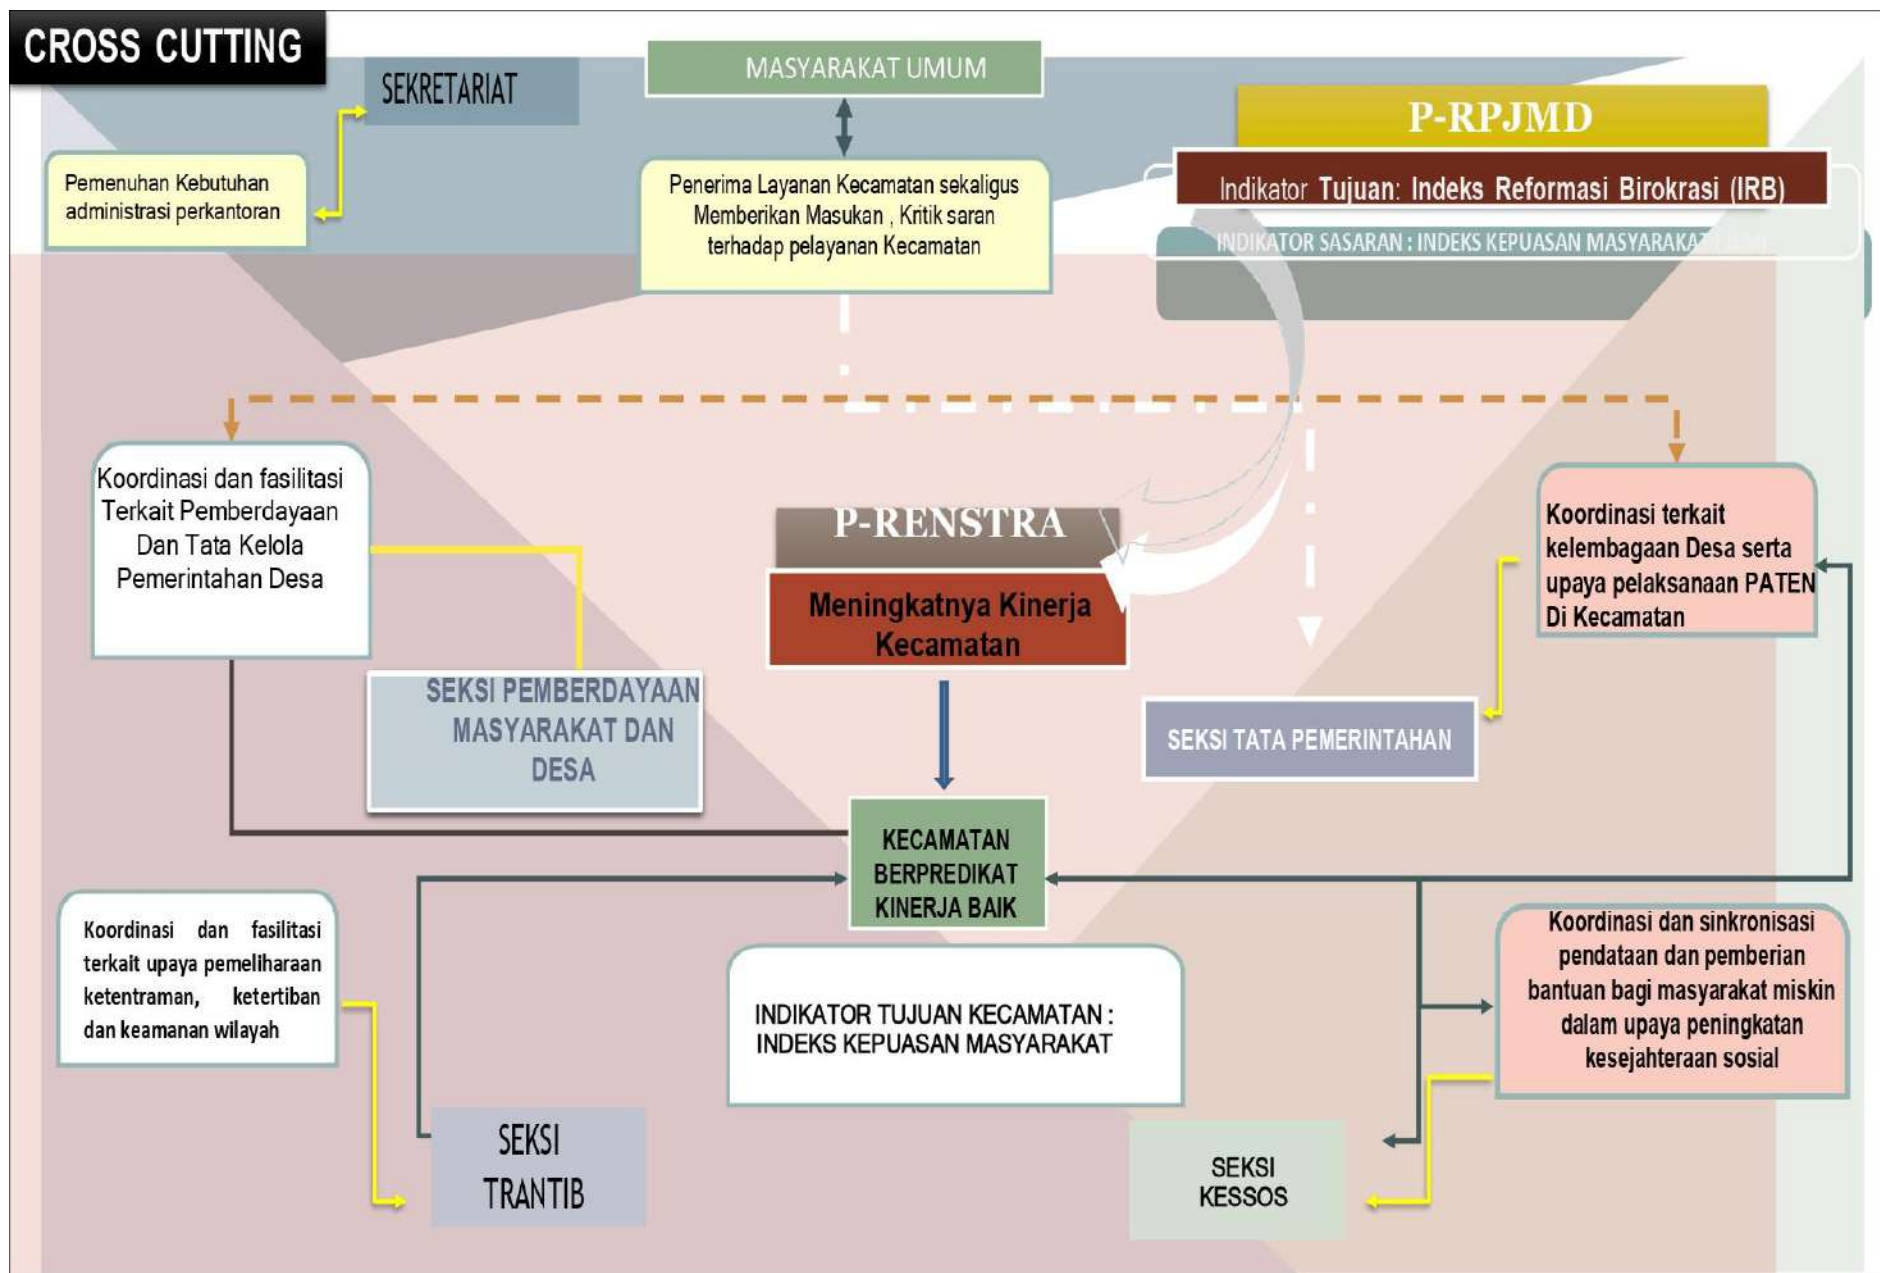 CROSS CUTTING
SEKRETARIAT
MASYARAKAT UMUM
P-RPJMD
Pemenuhan Kebutuhan
administrasi perkantoran
Penerima Layanan Kecamatan sekaligus
Memberikan Masukan , Kritik saran
terhadap pelayanan Kecamatan
Indikator Tujuan: Indeks Reformasi Birokrasi (IRB)
INDIKATOR SASARAN : INDEKS KEPUASAN MASYARAKAT
Koordinasi dan fasilitasi
Terkait Pemberdayaan
Dan Tata Kelola
Pemerintahan Desa
P-RENSTRA
Meningkatnya Kinerja
Kecamatan
Koordinasi terkait
kelembagaan Desa serta
upaya pelaksanaan PATEN
Di Kecamatan
SEKSI PEMBERDAYAAN
MASYARAKAT DAN
DESA
SEKSI TATA PEMERINTAHAN
KECAMATAN
BERPREDIKAT
KINERJA BAIK
Koordinasi dan fasilitasi
terkait upaya pemeliharaan
ketentraman, ketertiban
dan keamanan wilayah
INDIKATOR TUJUAN KECAMATAN :
INDEKS KEPUASAN MASYARAKAT
Koordinasi dan sinkronisasi
pendataan dan pemberian
bantuan bagi masyarakat miskin
dalam upaya peningkatan
kesejahteraan sosial
SEKSI
TRANTIB
SEKSI
KESSOS